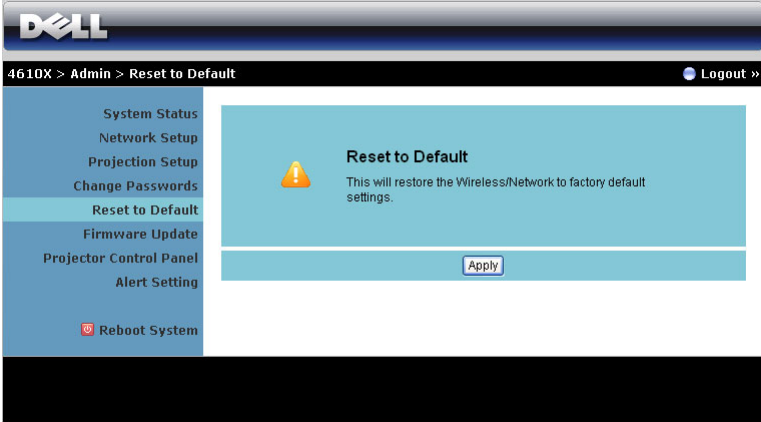 DELL
4610X > Admin > Reset to Default
Logout »
System Status
Network Setup
Projection Setup
Change Passwords
Reset to Default
Firmware Update
Projector Control Panel
Alert Setting
Reboot System
Reset to Default
This will restore the Wireless/Network to factory default
settings.
Apply